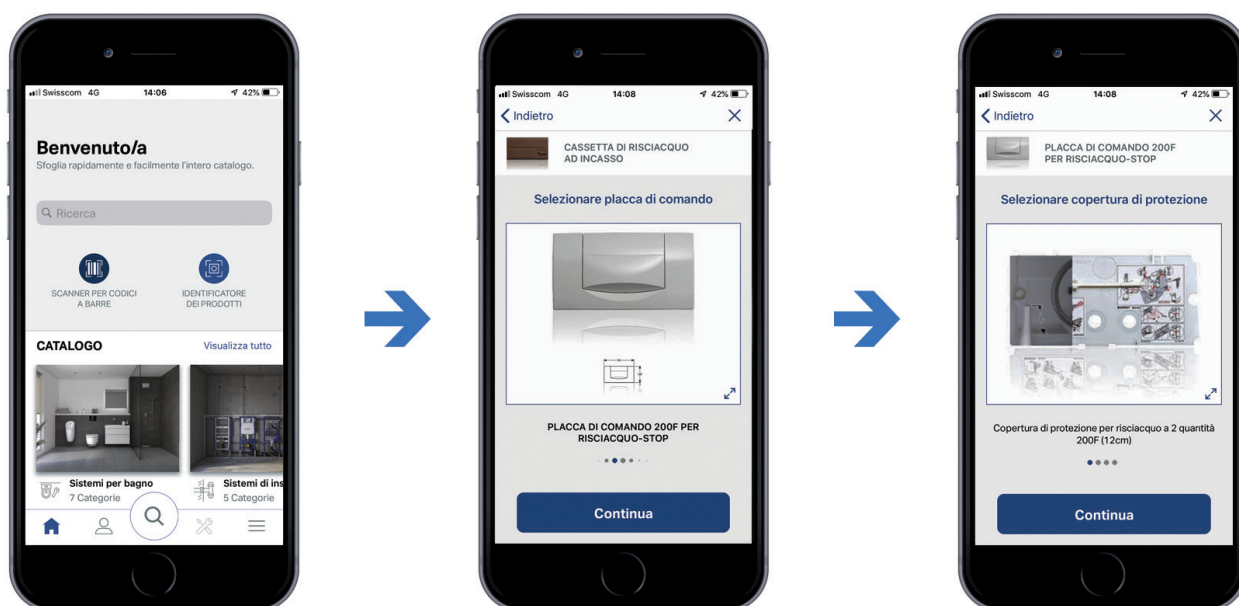 Swisscom 4G 14:06 42%
Benvenuto/a
Sfoglia rapidamente e facilmente l'intero catalogo.
Ricerca
SCANNER PER CODICI
A BARRE
IDENTIFICATORE
DEI PRODOTTI
CATALOGO
Visualizza tutto
Sistemi per bagno
7 Categorie
Sistemi di ins
5 Categorie
Swisscom 4G 14:08 42%
Indietro
CASSETTA DI RISCIACQUO
AD INCASSO
Selezionare placca di comando
PLACCA DI COMANDO 200F PER
RISCIACQUO-STOP
Continua
Swisscom 4G 14:08 42%
Indietro
PLACCA DI COMANDO 200F
PER RISCIACQUO-STOP
Selezionare copertura di protezione
Copertura di protezione per risciacquo a 2 quantità
200F (12cm)
Continua